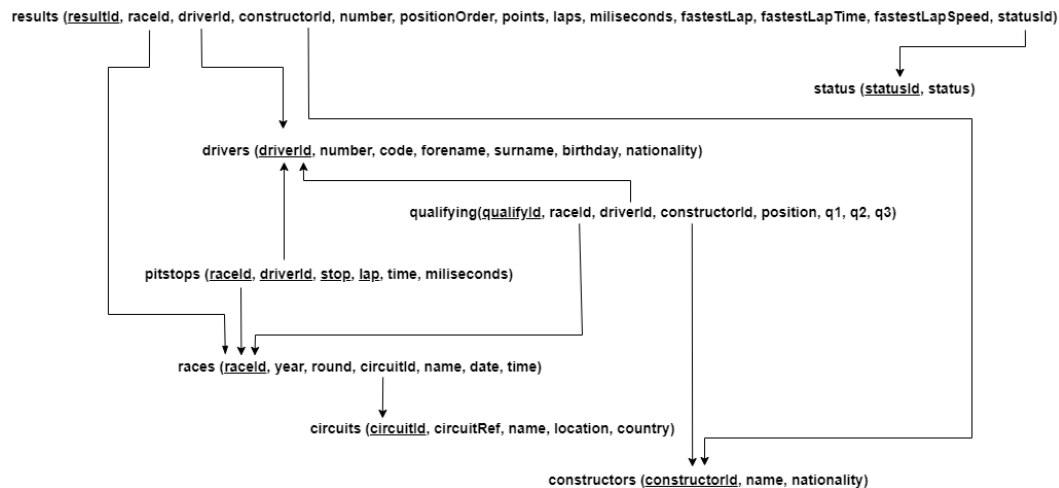 results (resultId, raceId, driverId, constructorId, number, positionOrder, points, laps, miliseconds, fastestLap, fastestLapTime, fastestLapSpeed, statusId)
status (statusId, status)
drivers (driverId, number, code, forename, surname, birthday, nationality)
qualifying(qualifyId, raceId, driverId, constructorId, position, q1, q2, q3)
pitstops (raceId, driverId, stop, lap, time, miliseconds)
races (raceId, year, round, circuitId, name, date, time)
circuits (circuitId, circuitRef, name, location, country)
constructors (constructorId, name, nationality)